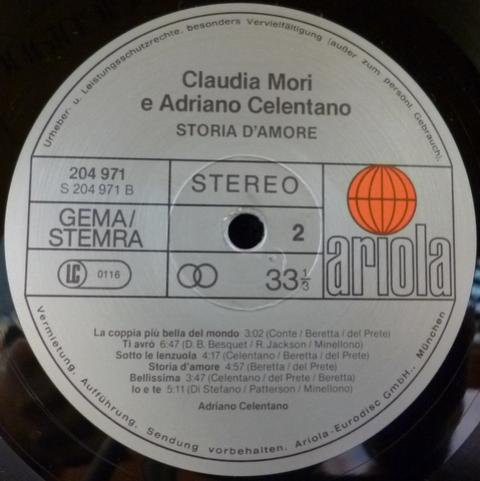 Urheber- u. Leistungsschutzrechte, besonders Vervielfältigung (außer zum persönl. Gebrauch),
Claudia Mori
e Adriano Celentano
STORIA D'AMORE
204 971
S 204 971 B
STEREO
GEMA/
STEMRA
2
ariola
LC 0116
33 1/3
La coppia più bella del mondo 3:02 (Conte / Beretta / del Prete)
Ti avrò 6:47 (D. B. Besquet / R. Jackson / Minellono)
Sotto le lenzuola 4:17 (Celentano / Beretta / del Prete)
Storia d'amore 4:57 (Beretta / del Prete)
Bellissima 3:47 (Celentano / del Prete / Beretta)
Io e te 5:11 (Di Stefano / Patterson / Minellono)
Adriano Celentano
Vermietung, Aufführung, Sendung vorbehalten. Ariola-Eurodisc GmbH., München